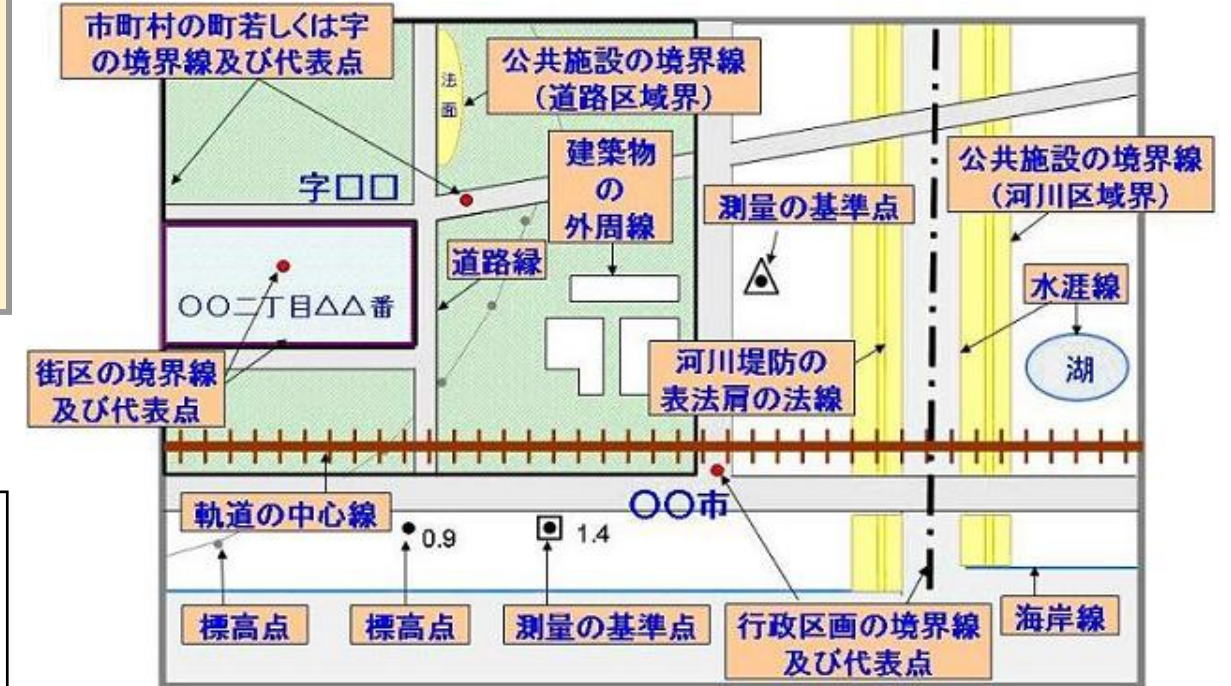 市町村の町若しくは字
の境界線及び代表点
法
面
公共施設の境界線
(道路区域界)
建築物
の
外周線
公共施設の境界線
(河川区域界)
字□□
測量の基準点
道路縁
水涯線
〇〇二丁目△△番
湖
街区の境界線
及び代表点
河川堤防の
表法肩の法線
軌道の中心線
〇〇市
0.9
1.4
標高点
標高点
測量の基準点
行政区画の境界線
及び代表点
海岸線